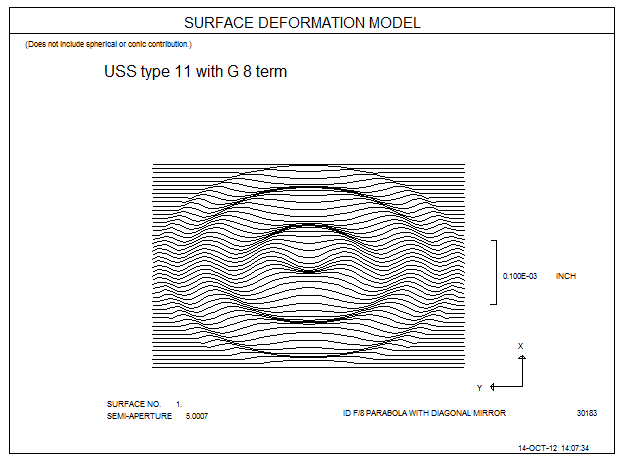 SURFACE DEFORMATION MODEL
(Does not include spherical or conic contribution.)
USS type 11 with G 8 term
0.100E-03 INCH
X
Y
SURFACE NO. 1.
SEMI-APERTURE 5.0007
ID F/8 PARABOLA WITH DIAGONAL MIRROR 30183
14-OCT-12 14:07:34